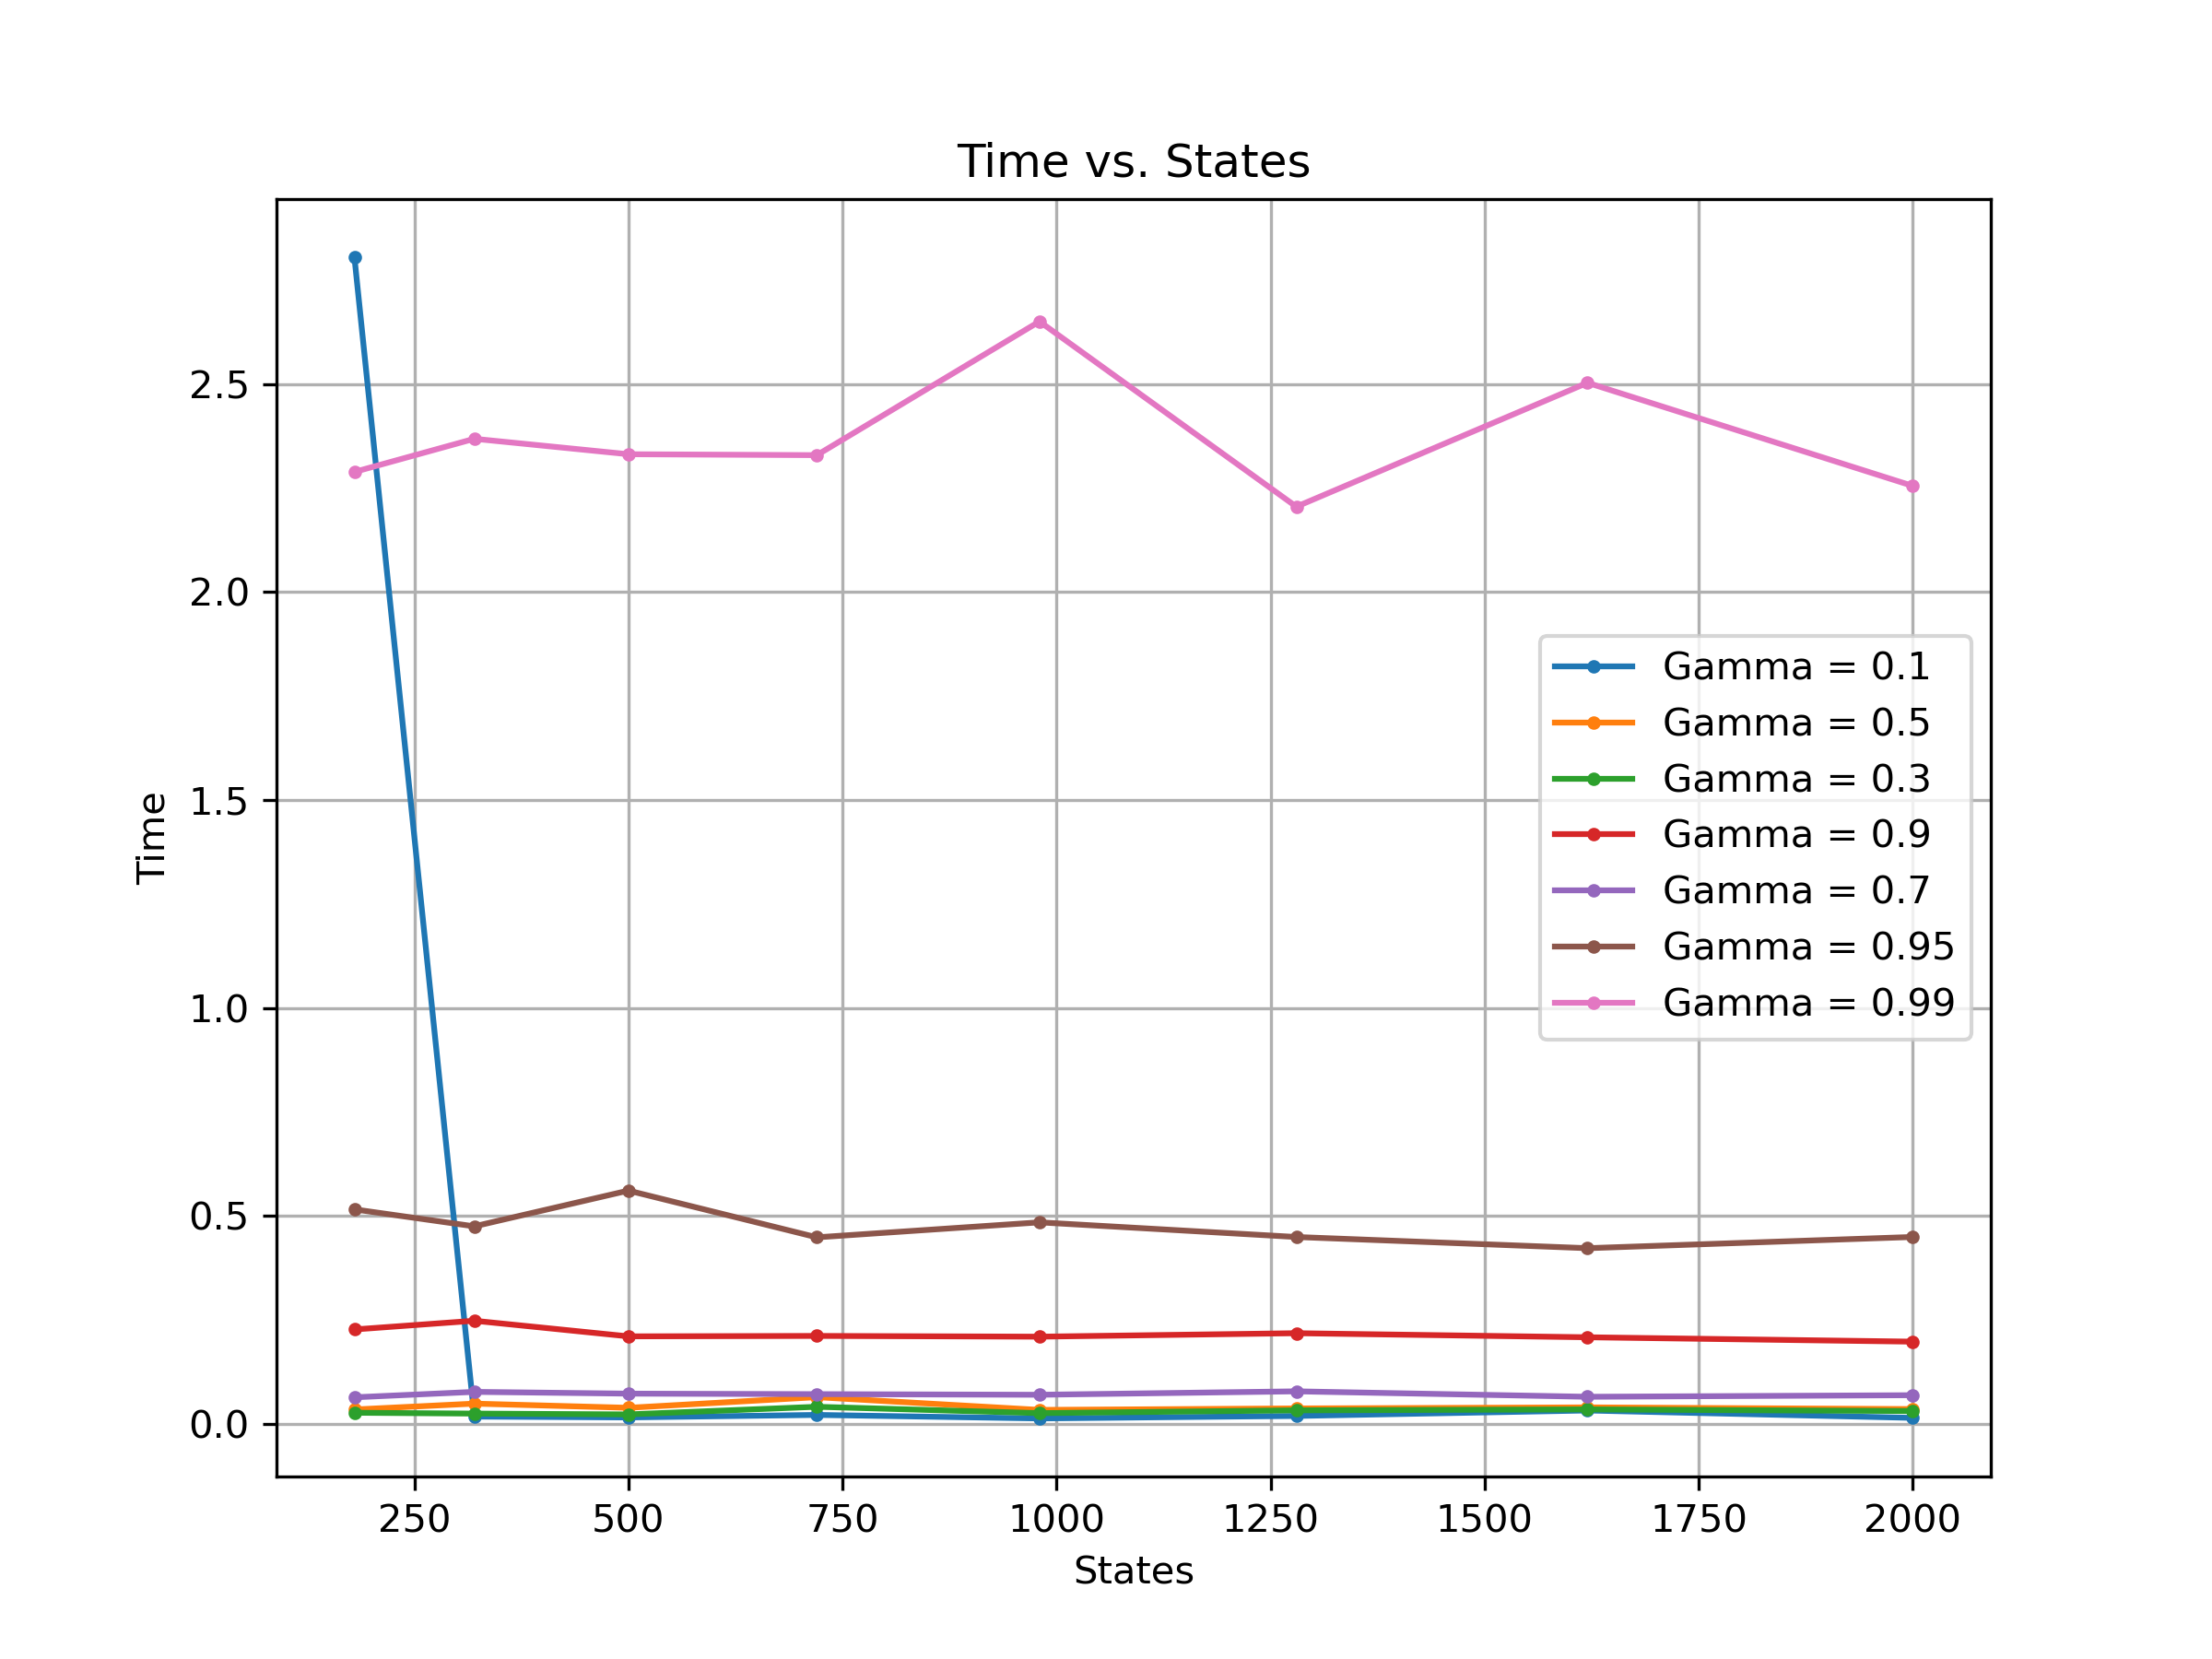 Time vs. States
2.5
2.0
1.5
1.0
0.5
0.0
Time
Gamma = 0.1
Gamma = 0.5
Gamma = 0.3
Gamma = 0.9
Gamma = 0.7
Gamma = 0.95
Gamma = 0.99
250 500 750 1000 1250 1500 1750 2000
States